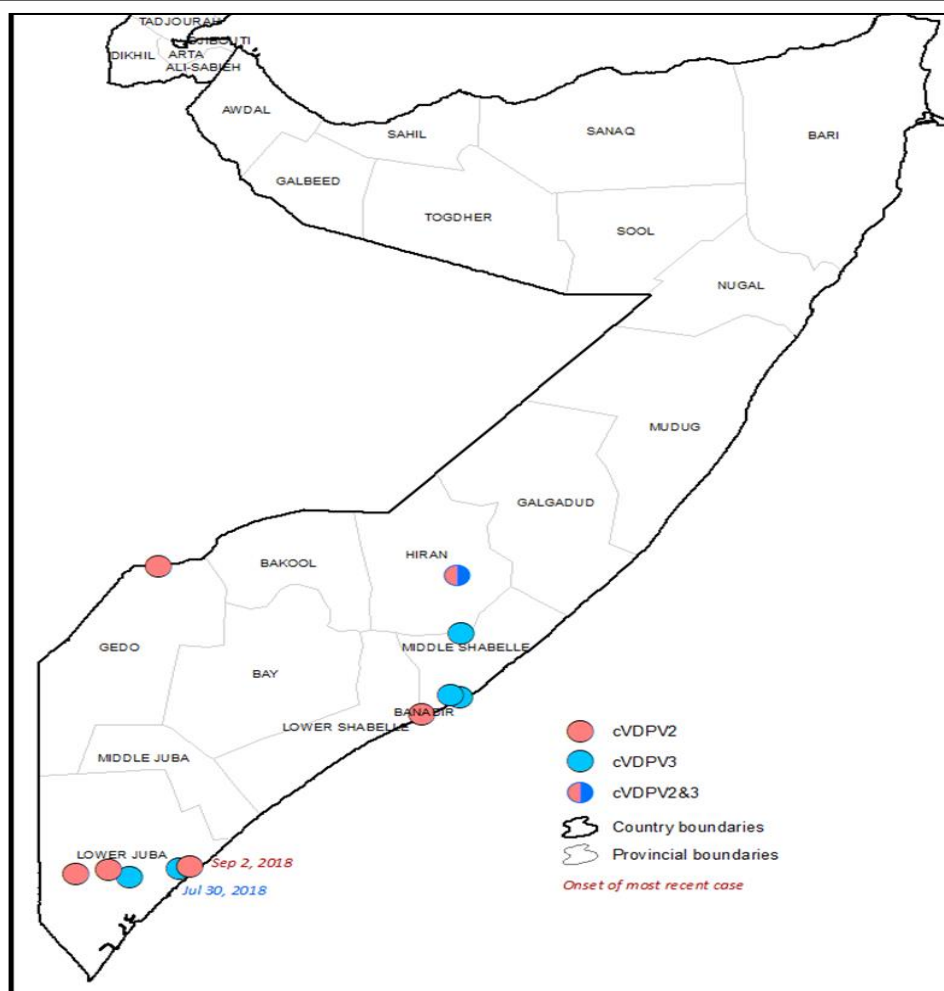 TADJOURAH
DJIBOUTI
DIKHIL
ARTA
ALI-SABIEH
AWDAL
SAHIL
SANAQ
BARI
GALBEED
TOGDHER
SOOL
NUGAL
MUDUG
GALGADUD
HIRAN
BAKOOL
GEDO
MIDDLE SHABELLE
BAY
BANADIR
LOWER SHABELLE
MIDDLE JUBA
LOWER JUBA
Sep 2, 2018
Jul 30, 2018
cVDPV2
cVDPV3
cVDPV2&3
Country boundaries
Provincial boundaries
Onset of most recent case